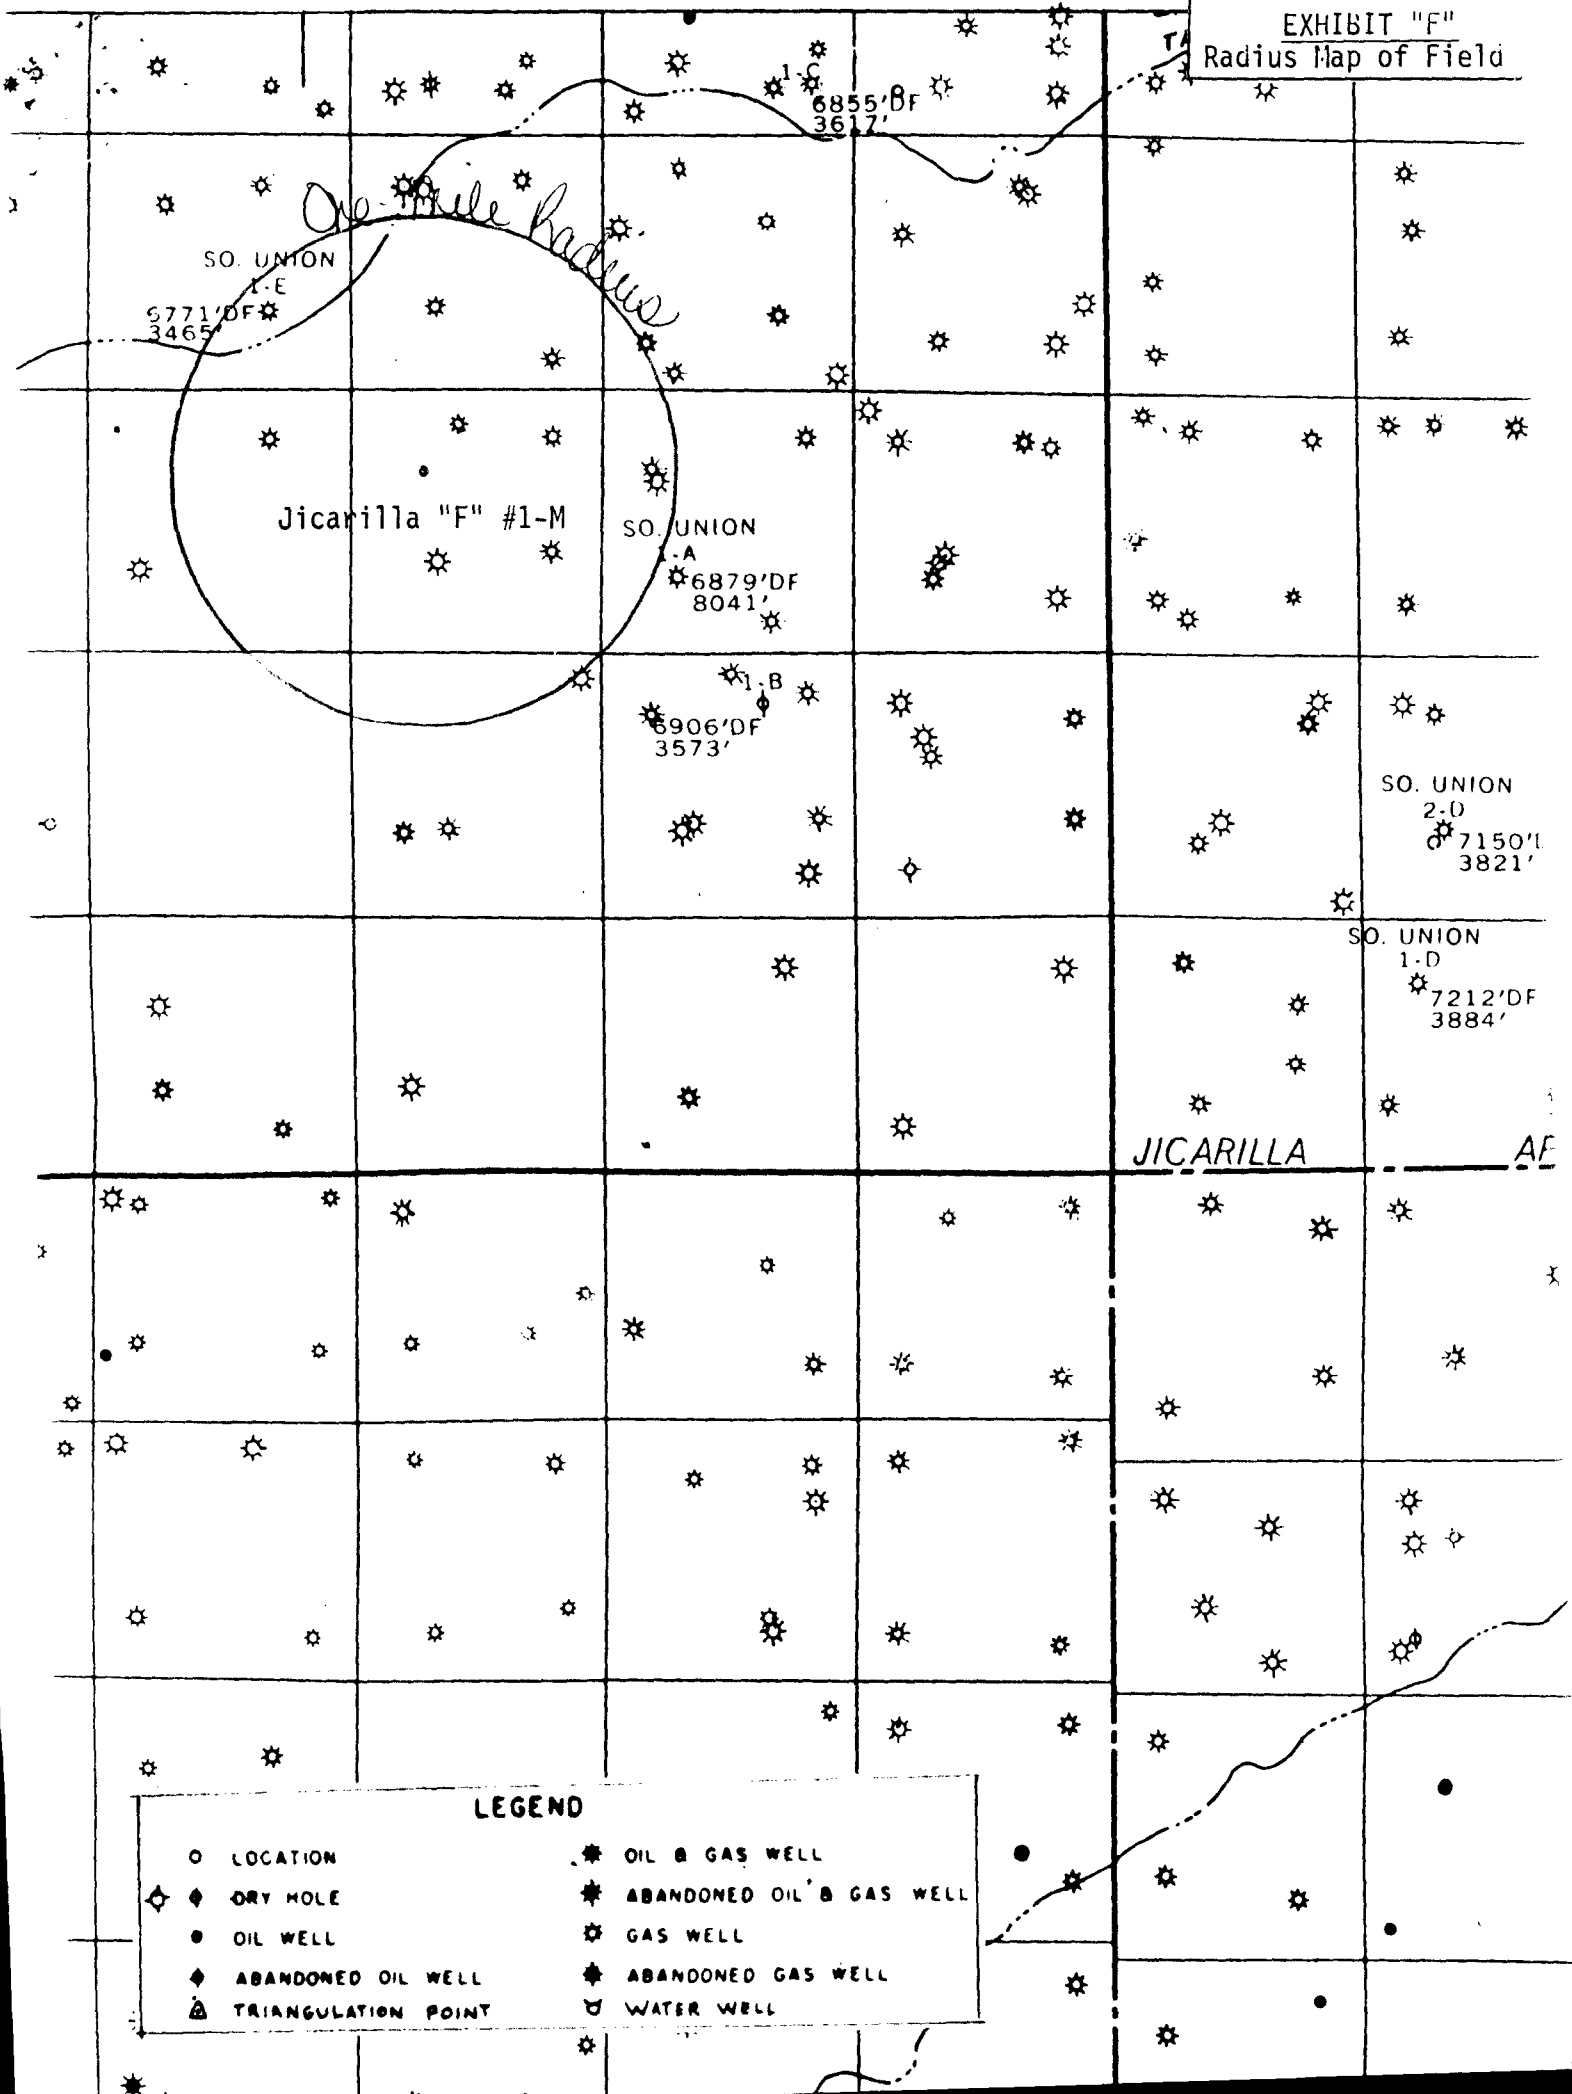 EXHIBIT "F"
Radius Map of Field
1-C
6855'DF
3617'
One-Mile Radius
SO. UNION
1-E
6771'DF
3465'
Jicarilla "F" #1-M
SO. UNION
1-A
6879'DF
8041'
1-B
6906'DF
3573'
SO. UNION
2-D
7150'
3821'
SO. UNION
1-D
7212'DF
3884'
JICARILLA
LEGEND
LOCATION
DRY HOLE
OIL WELL
ABANDONED OIL WELL
TRIANGULATION POINT
OIL & GAS WELL
ABANDONED OIL & GAS WELL
GAS WELL
ABANDONED GAS WELL
WATER WELL